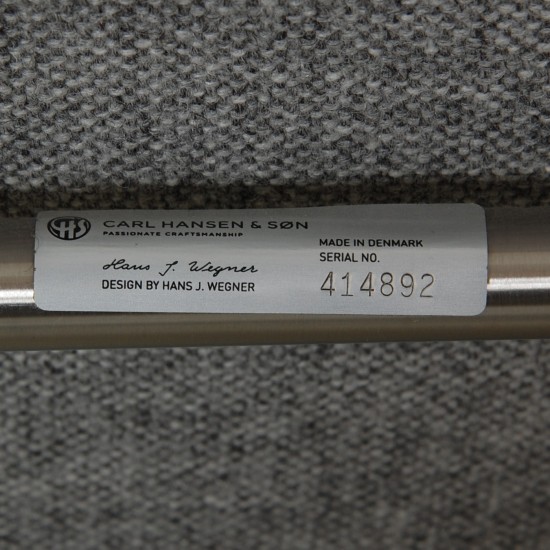 CHS CARL HANSEN & SØN
PASSIONATE CRAFTSMANSHIP
Hans J. Wegner
DESIGN BY HANS J. WEGNER
MADE IN DENMARK
SERIAL NO.
414892